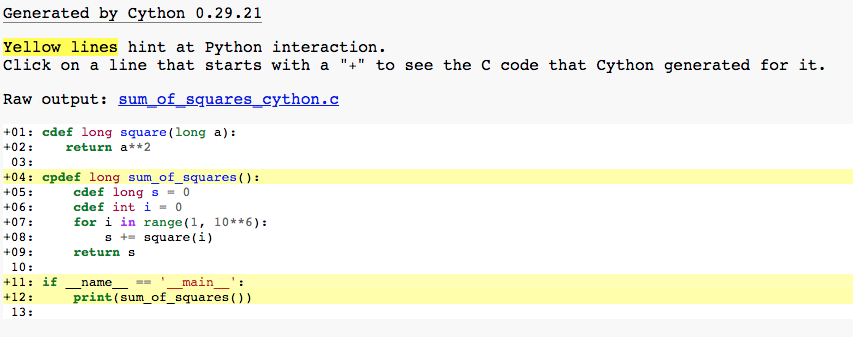 Generated by Cython 0.29.21
Yellow lines hint at Python interaction.
Click on a line that starts with a "+" to see the C code that Cython generated for it.
Raw output: sum_of_squares_cython.c
+01: cdef long square(long a):
+02:    return a**2
 03:
+04: cpdef long sum_of_squares():
+05:     cdef long s = 0
+06:     cdef int i = 0
+07:     for i in range(1, 10**6):
+08:         s += square(i)
+09:     return s
 10:
+11: if __name__ == '__main__':
+12:     print(sum_of_squares())
 13: